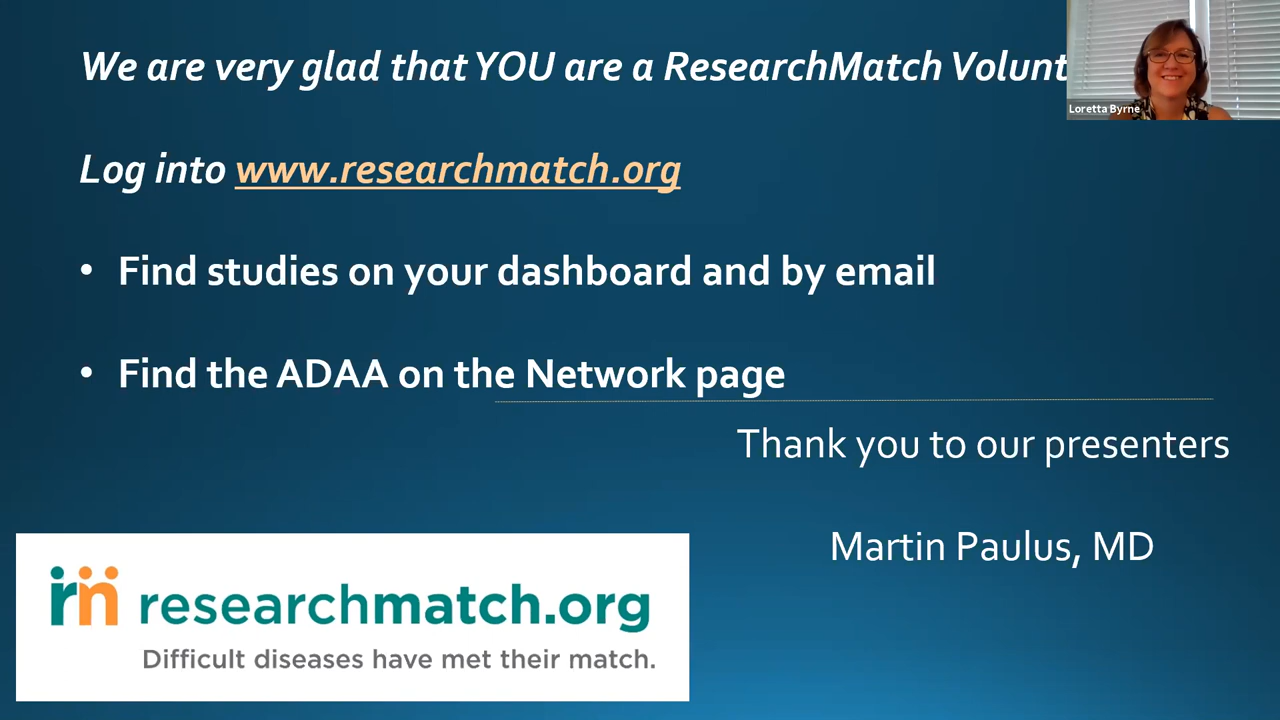 We are very glad that YOU are a ResearchMatch Volunt
Loretta Byrne
Log into www.researchmatch.org
• Find studies on your dashboard and by email
• Find the ADAA on the Network page
Thank you to our presenters
Martin Paulus, MD
rm researchmatch.org
Difficult diseases have met their match.